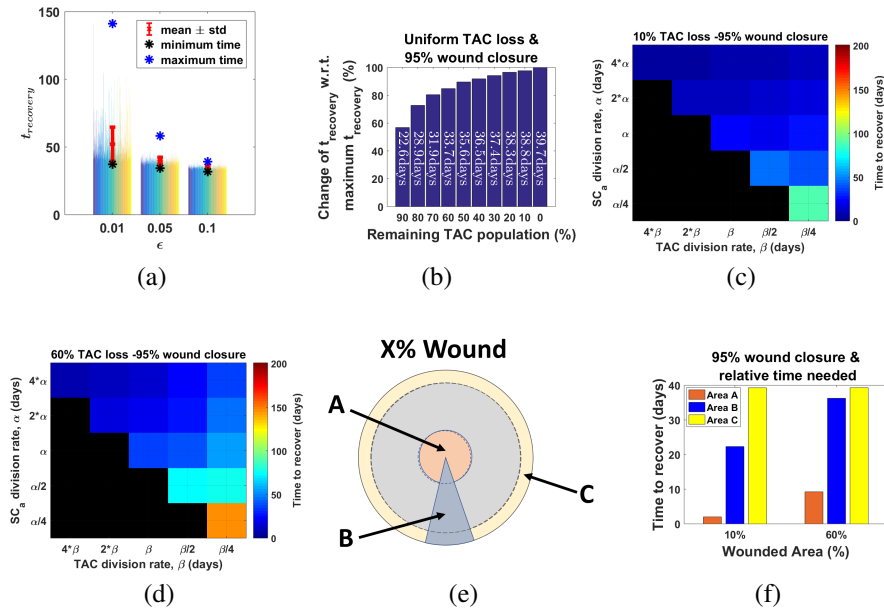 mean ± std
minimum time
maximum time
150
100
50
0
t_recovery
0.01 0.05 0.1
ϵ
(a)
Uniform TAC loss &
95% wound closure
Change of t_recovery w.r.t.
maximum t_recovery (%)
100
80
60
40
20
0
22.6days
28.9days
31.9days
33.7days
35.6days
36.5days
37.4days
38.3days
38.8days
39.7days
90 80 70 60 50 40 30 20 10 0
Remaining TAC population (%)
(b)
10% TAC loss -95% wound closure
SC_a division rate, α (days)
4*α
2*α
α
α/2
α/4
4*β 2*β β β/2 β/4
TAC division rate, β (days)
200
150
100
50
0
Time to recover (days)
(c)
60% TAC loss -95% wound closure
SC_a division rate, α (days)
4*α
2*α
α
α/2
α/4
4*β 2*β β β/2 β/4
TAC division rate, β (days)
200
150
100
50
0
Time to recover (days)
(d)
X% Wound
A
B
C
(e)
95% wound closure &
relative time needed
Time to recover (days)
40
30
20
10
0
Area A
Area B
Area C
10% 60%
Wounded Area (%)
(f)